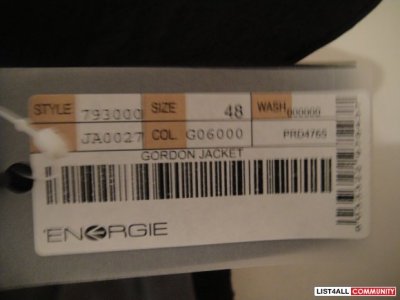 STYLE 793000 SIZE 48 WASH 000000
JA0027 COL. G06000 PRD4765
GORDON JACKET
ENERGIE
LIST4ALL COMMUNITY